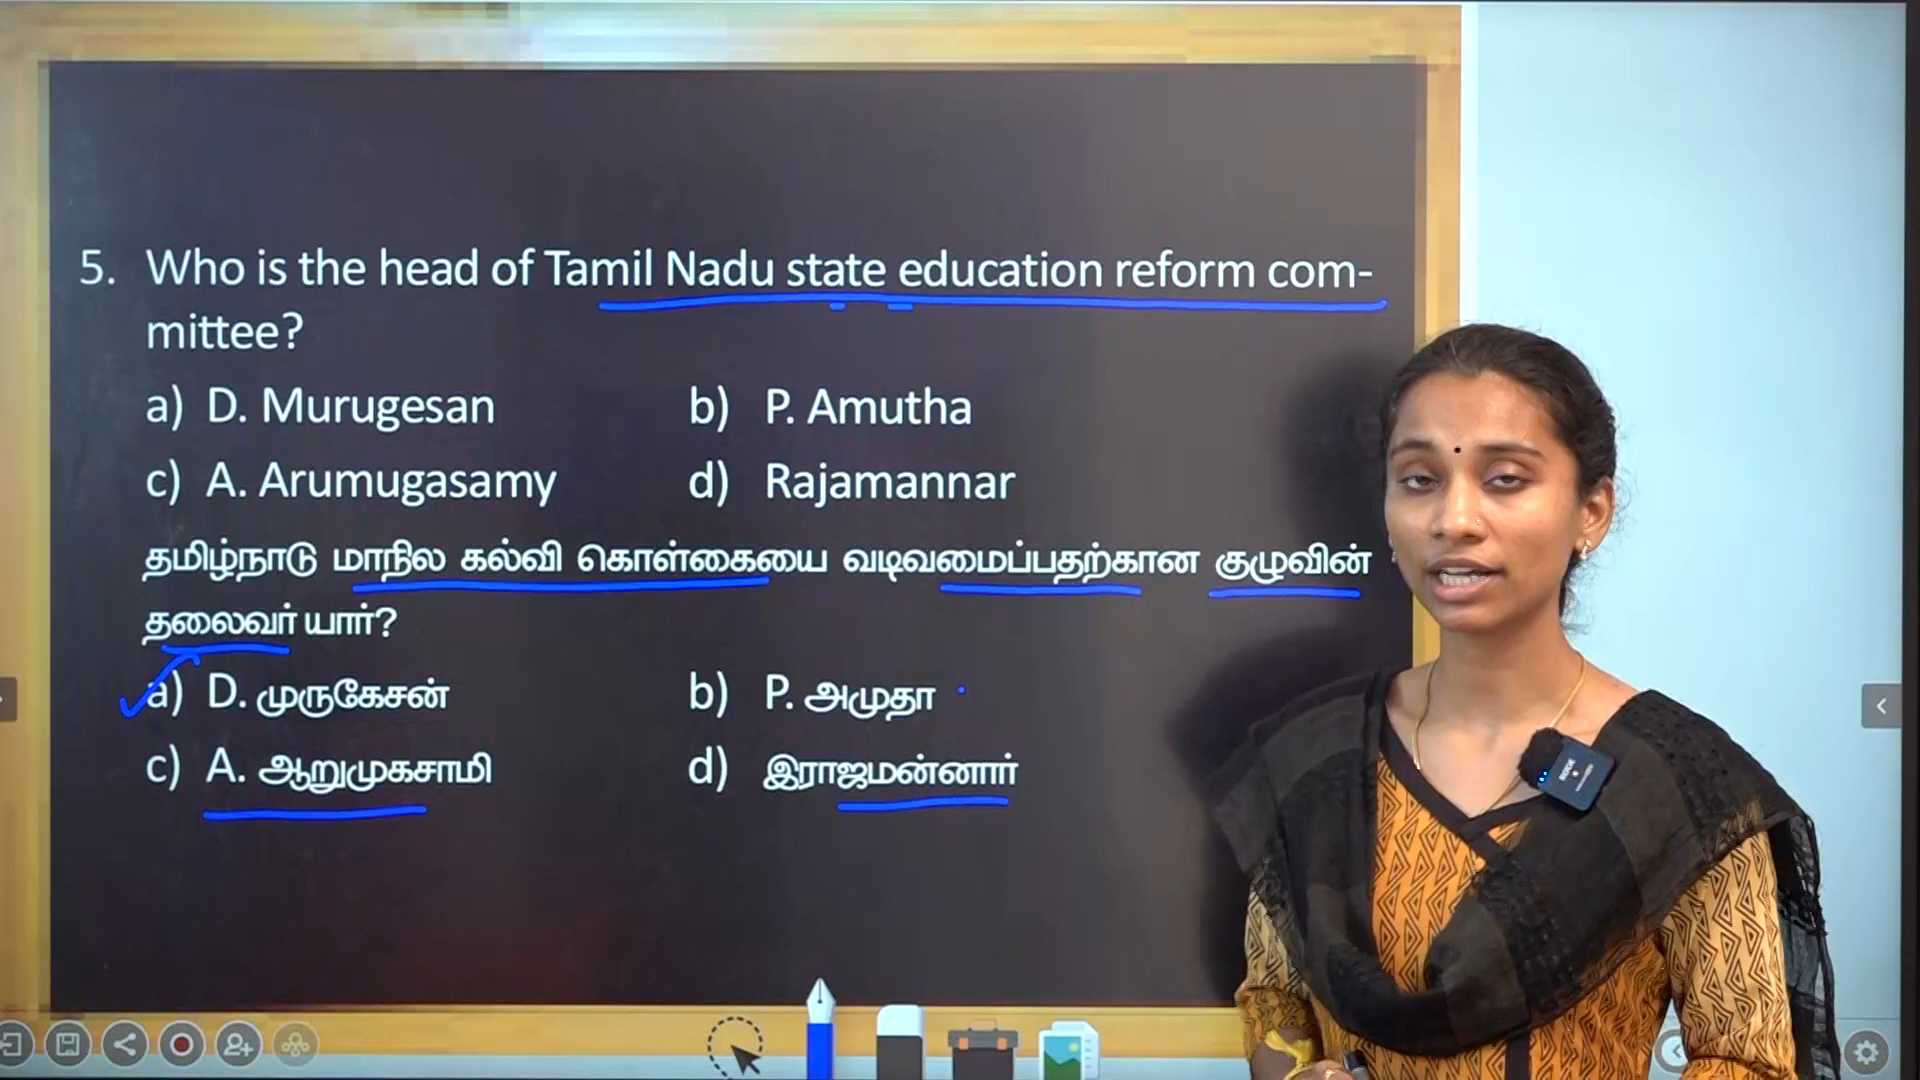 5. Who is the head of Tamil Nadu state education reform com-
mittee?
a) D. Murugesan b) P. Amutha
c) A. Arumugasamy d) Rajamannar
தமிழ்நாடு மாநில கல்வி கொள்கையை வடிவமைப்பதற்கான குழுவின்
தலைவர் யார்?
a) D. முருகேசன் b) P. அமுதா
c) A. ஆறுமுகசாமி d) இராஜமன்னார்